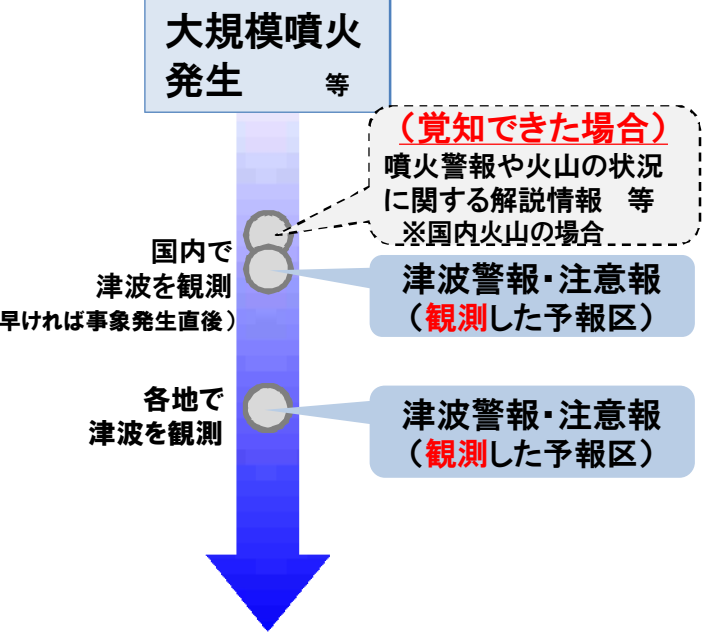 大規模噴火
発生　等
（覚知できた場合）
噴火警報や火山の状況
に関する解説情報　等
※国内火山の場合
国内で
津波を観測
早ければ事象発生直後）
津波警報・注意報
（観測した予報区）
各地で
津波を観測
津波警報・注意報
（観測した予報区）